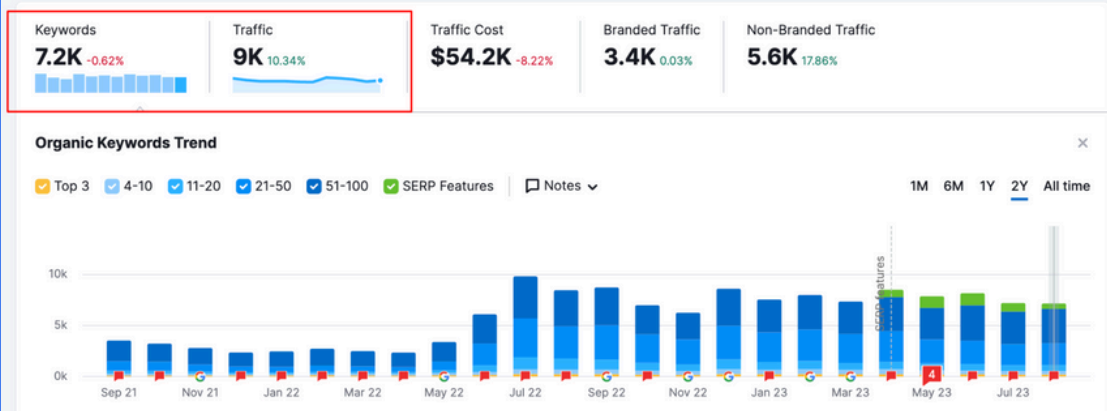 Keywords
7.2K -0.62%
Traffic
9K 10.34%
Traffic Cost
$54.2K -8.22%
Branded Traffic
3.4K 0.03%
Non-Branded Traffic
5.6K 17.86%
Organic Keywords Trend
Top 3 4-10 11-20 21-50 51-100 SERP Features Notes 1M 6M 1Y 2Y All time
10k
5k
0k
SERP features
4
Sep 21 Nov 21 Jan 22 Mar 22 May 22 Jul 22 Sep 22 Nov 22 Jan 23 Mar 23 May 23 Jul 23